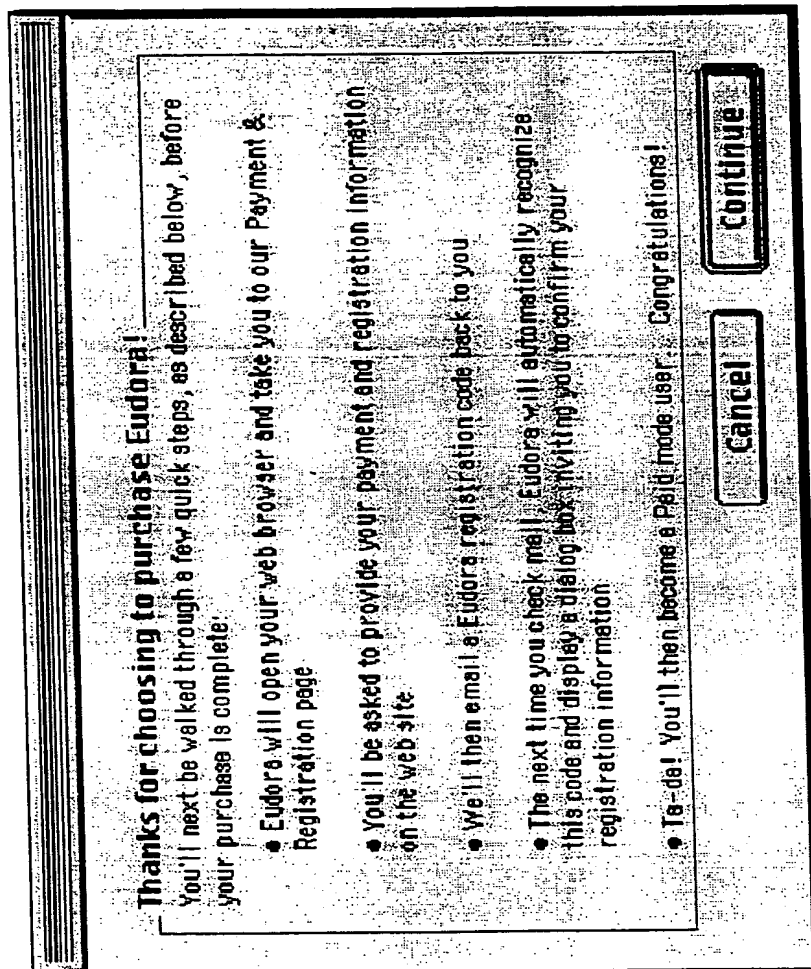 Thanks for choosing to purchase Eudora!
You'll next be walked through a few quick steps, as described below, before
your purchase is complete:
● Eudora will open your web browser and take you to our Payment &
Registration page
● You'll be asked to provide your payment and registration information
on the web site
● We'll then email a Eudora registration code back to you
● The next time you check mail, Eudora will automatically recognize
this code and display a dialog box inviting you to confirm your
registration information
● Ta-da! You'll then become a Paid mode user... Congratulations!
Cancel
Continue